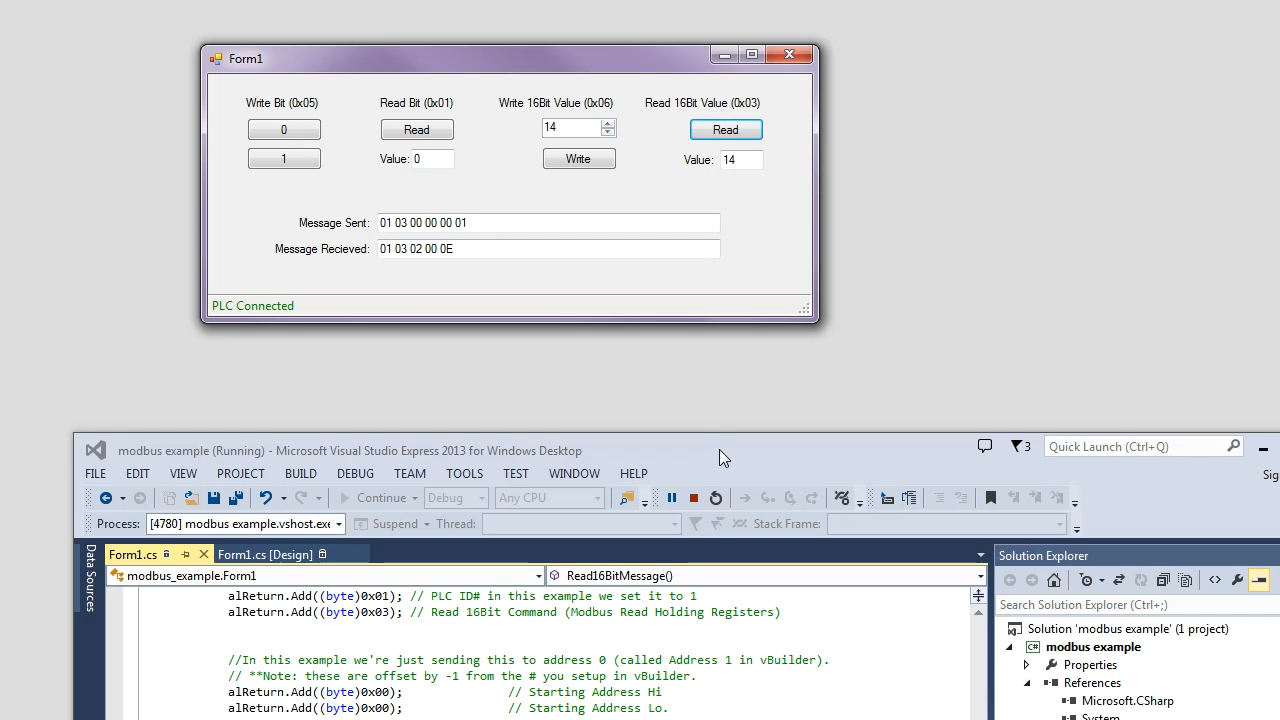 Form1
Write Bit (0x05) Read Bit (0x01) Write 16Bit Value (0x06) Read 16Bit Value (0x03)
0 Read 14 Read
1 Value: 0 Write Value: 14
Message Sent: 01 03 00 00 00 01
Message Recieved: 01 03 02 00 0E
PLC Connected
modbus example (Running) - Microsoft Visual Studio Express 2013 for Windows Desktop 3 Quick Launch (Ctrl+Q)
FILE EDIT VIEW PROJECT BUILD DEBUG TEAM TOOLS TEST WINDOW HELP Sig
Continue Debug Any CPU
Process: [4780] modbus example.vshost.exe Suspend Thread: Stack Frame:
Data Sources
Form1.cs Form1.cs [Design] Solution Explorer
modbus_example.Form1 Read16BitMessage()
alReturn.Add((byte)0x01); // PLC ID# in this example we set it to 1
alReturn.Add((byte)0x03); // Read 16Bit Command (Modbus Read Holding Registers)
//In this example we're just sending this to address 0 (called Address 1 in vBuilder).
// **Note: these are offset by -1 from the # you setup in vBuilder.
alReturn.Add((byte)0x00); // Starting Address Hi
alReturn.Add((byte)0x00); // Starting Address Lo.
Search Solution Explorer (Ctrl+;)
Solution 'modbus example' (1 project)
C# modbus example
Properties
References
Microsoft.CSharp
System